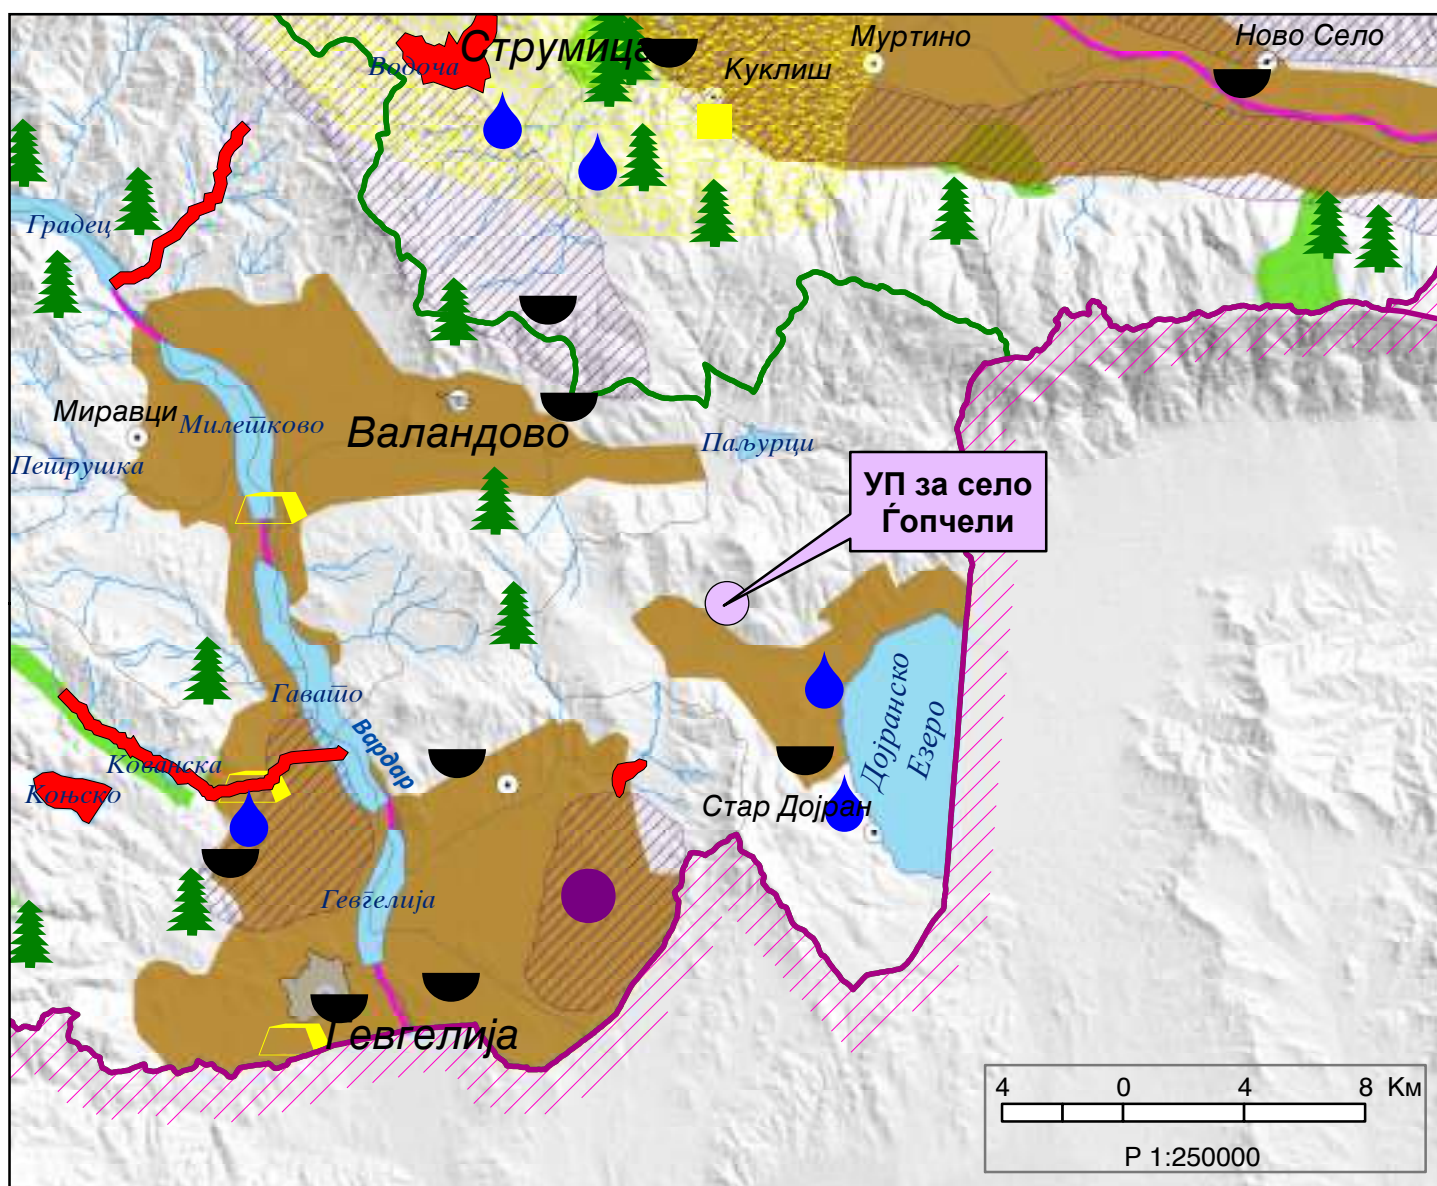 Струмица
Водоча
Муртино
Ново Село
Куклиш
Градец
Миравци
Милетково
Валандово
Паљурци
Петрушка
УП за село
Ѓопчели
Гавато
Вардар
Дојранско
Езеро
Кованска
Коњско
Стар Дојран
Гевгелија
Гевгелија
4 0 4 8 Км
Р 1:250000